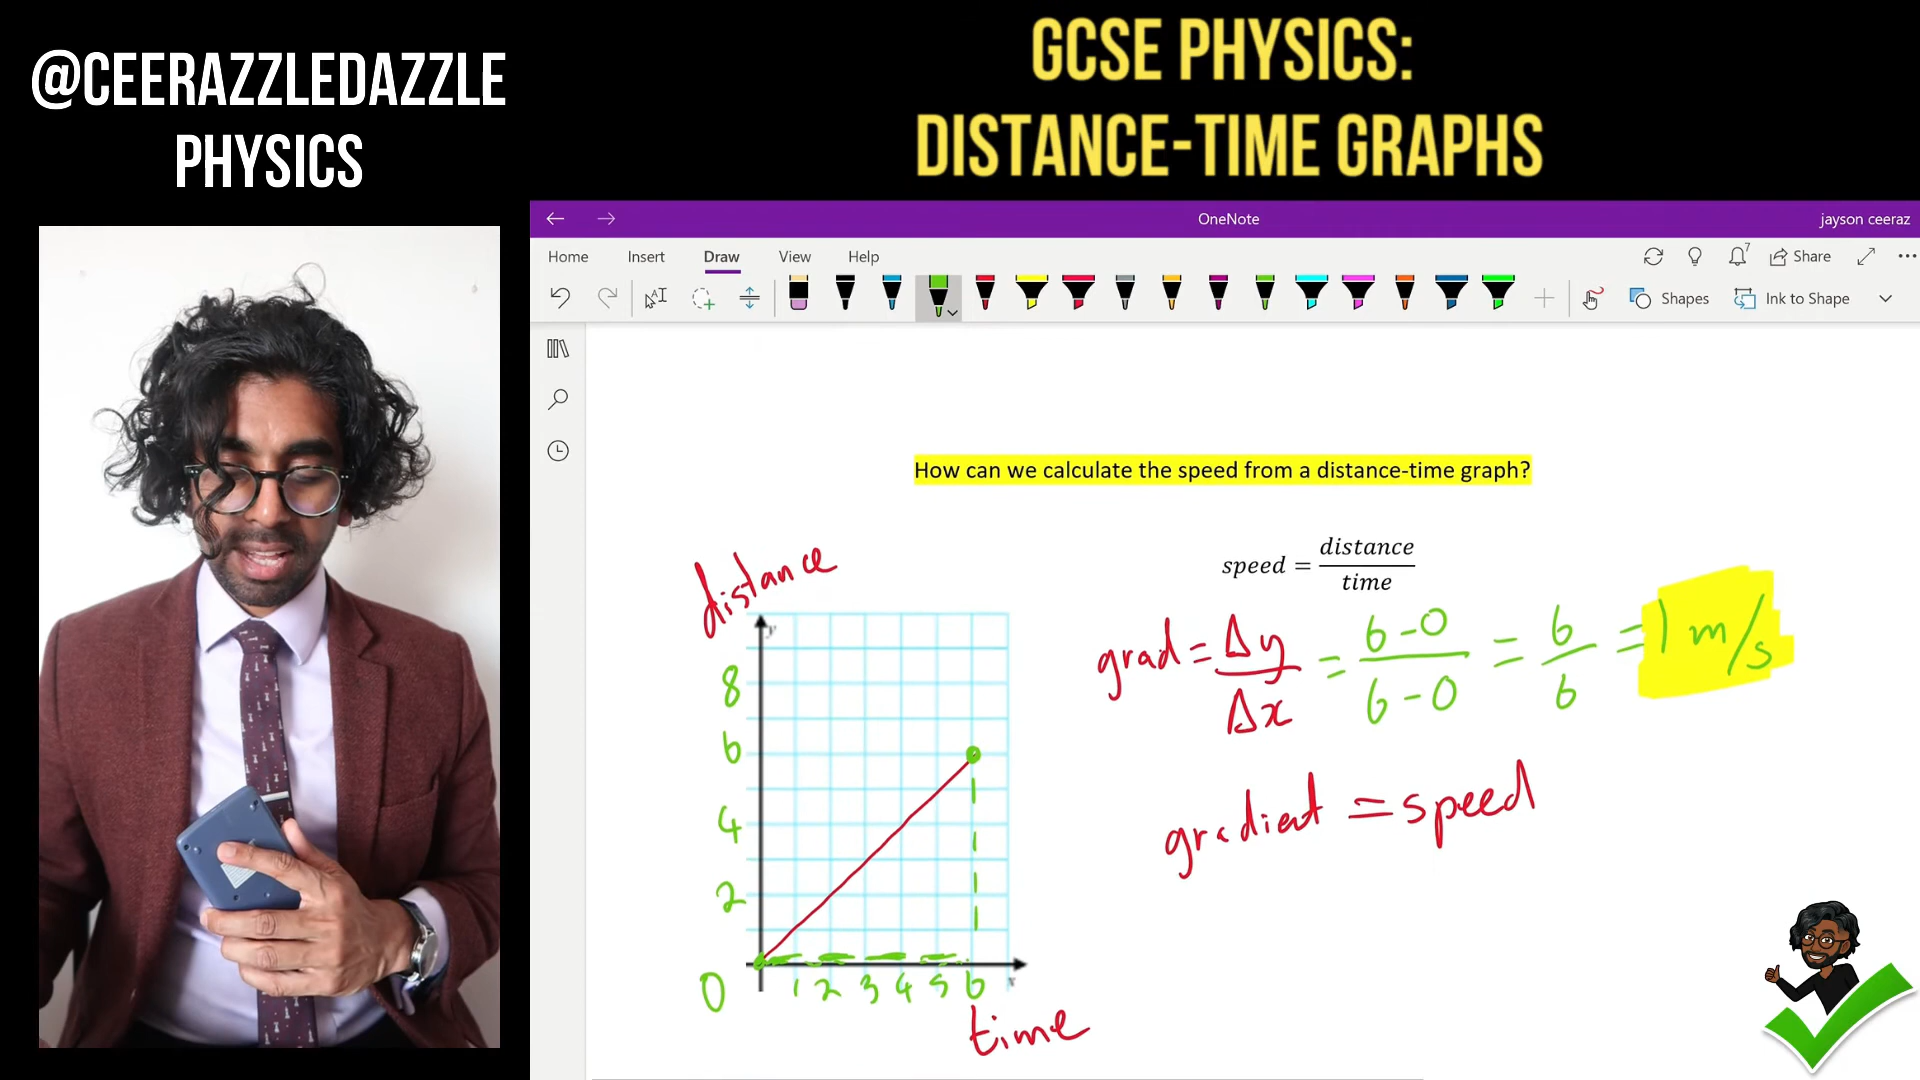 @CEERAZZLEDAZZLE
PHYSICS
GCSE PHYSICS:
DISTANCE-TIME GRAPHS
OneNote
jayson ceeraz
Home Insert Draw View Help
7
Share
Shapes
Ink to Shape
How can we calculate the speed from a distance-time graph?
speed = distance/time
grad = Δy/Δx = 6-0/6-0 = 6/6 = 1 m/s
gradient = speed
distance
y
8
6
4
2
0 1 2 3 4 5 6 x
time